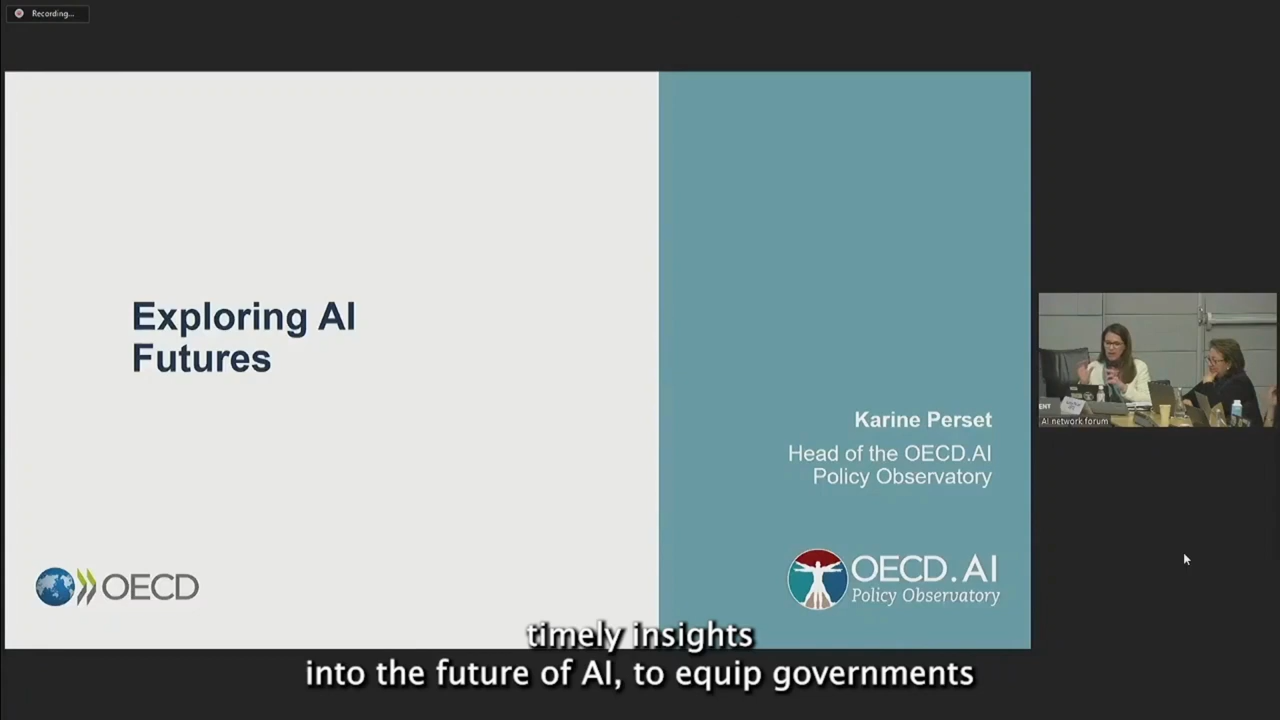 Recording...
Exploring AI
Futures
Karine Perset
Head of the OECD.AI
Policy Observatory
ENT
AI network forum
OECD
OECD.AI
Policy Observatory
timely insights
into the future of AI, to equip governments